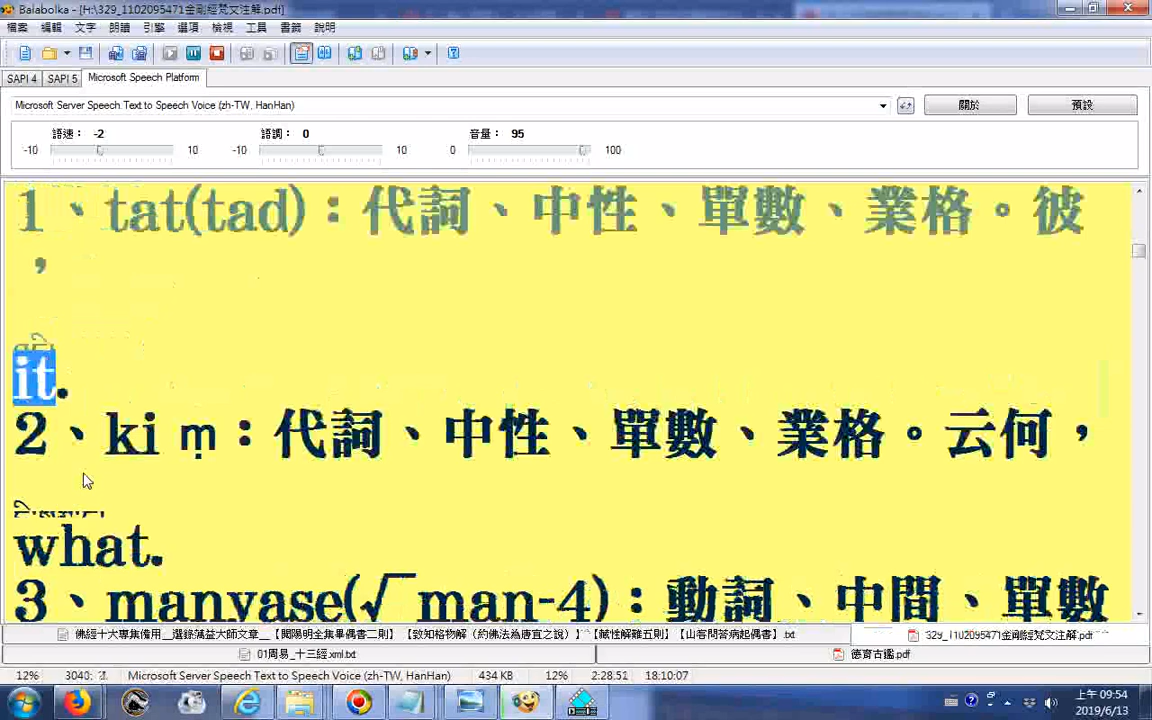 Balabolka - [H:\329_1102095471金剛經梵文注解.pdf]
檔案 編輯 文字 朗讀 引擎 選項 檢視 工具 書籤 說明
SAPI 4 SAPI 5 Microsoft Speech Platform
Microsoft Server Speech Text to Speech Voice (zh-TW, HanHan) 關於 預設
語速： -2 語調： 0 音量： 95
-10 10 -10 10 0 100
1、tat(tad)：代詞、中性、單數、業格。彼
，
it.
2、kiṃ：代詞、中性、單數、業格。云何，
what.
3、manyase(√man-4)：動詞、中間、單數
佛經十大專集備用__選錄蕅益大師文章__【閱陽明全集畢偶書二則】【致知格物解（約佛法為唐宜之說）】【緘性解難五則】【山客問答病起偶書】.txt 329_1102095471金剛經梵文注解.pdf
01周易_十三經.txt 德育古鑑.pdf
12% Microsoft Server Speech Text to Speech Voice (zh-TW, HanHan) 434 KB 12% 2:28:51 18:10:07
上午 09:54
2019/6/13